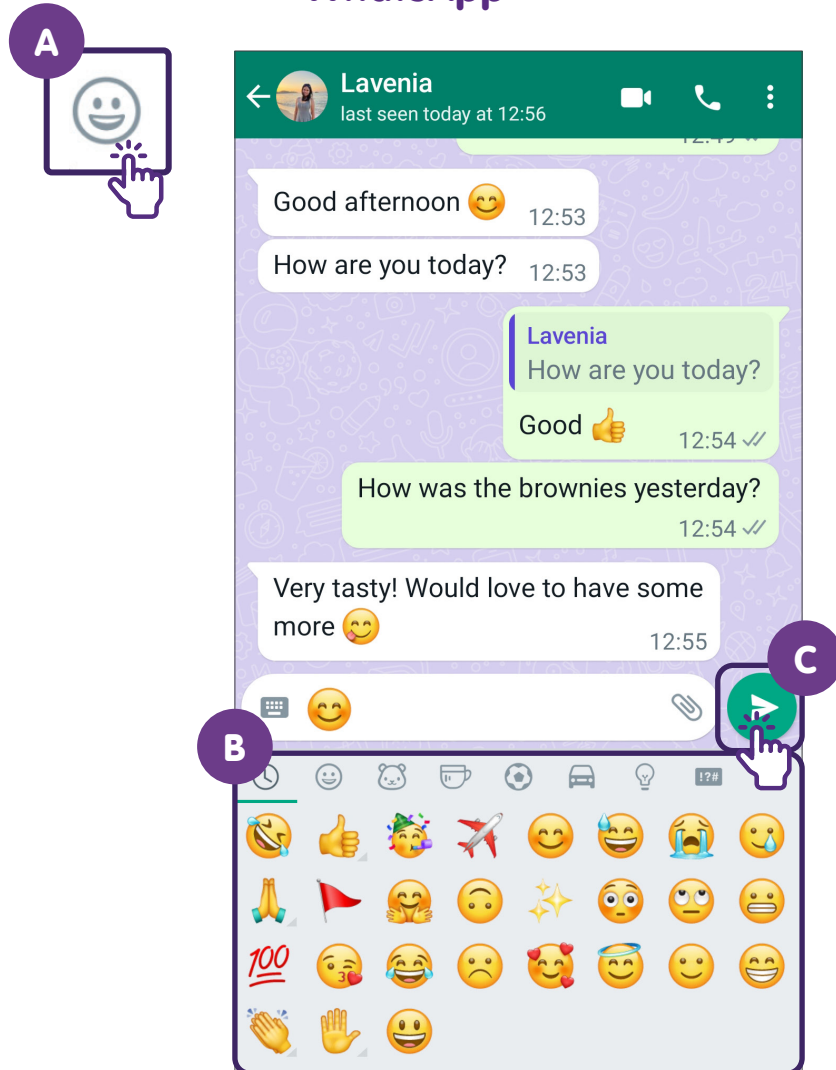 WhatsApp
A
Lavenia
last seen today at 12:56
Good afternoon 😊 12:53
How are you today? 12:53
Lavenia
How are you today?
Good 👍 12:54
How was the brownies yesterday?
12:54
Very tasty! Would love to have some
more 😋 12:55
😊
C
B
!?#
💯